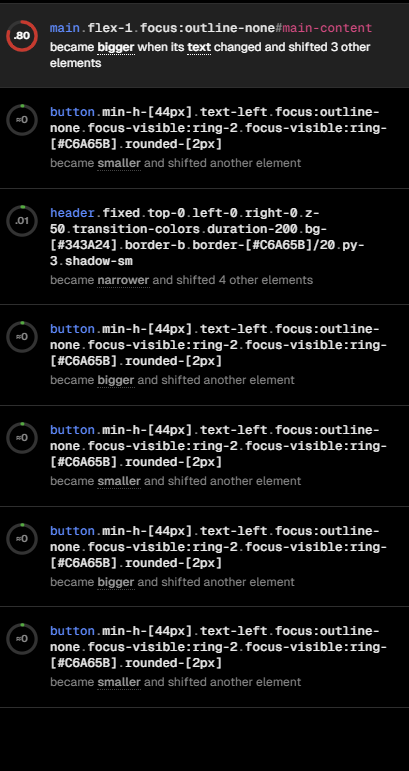 .80
main.flex-1.focus:outline-none#main-content
became bigger when its text changed and shifted 3 other
elements
≈0
button.min-h-[44px].text-left.focus:outline-
none.focus-visible:ring-2.focus-visible:ring-
[#C6A65B].rounded-[2px]
became smaller and shifted another element
.01
header.fixed.top-0.left-0.right-0.z-
50.transition-colors.duration-200.bg-
[#343A24].border-b.border-[#C6A65B]/20.py-
3.shadow-sm
became narrower and shifted 4 other elements
≈0
button.min-h-[44px].text-left.focus:outline-
none.focus-visible:ring-2.focus-visible:ring-
[#C6A65B].rounded-[2px]
became bigger and shifted another element
≈0
button.min-h-[44px].text-left.focus:outline-
none.focus-visible:ring-2.focus-visible:ring-
[#C6A65B].rounded-[2px]
became smaller and shifted another element
≈0
button.min-h-[44px].text-left.focus:outline-
none.focus-visible:ring-2.focus-visible:ring-
[#C6A65B].rounded-[2px]
became bigger and shifted another element
≈0
button.min-h-[44px].text-left.focus:outline-
none.focus-visible:ring-2.focus-visible:ring-
[#C6A65B].rounded-[2px]
became smaller and shifted another element